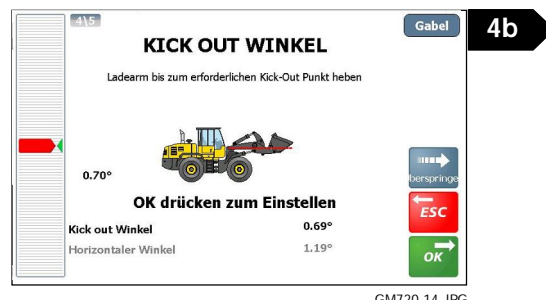 4\5
Gabel
4b
KICK OUT WINKEL
Ladearm bis zum erforderlichen Kick-Out Punkt heben
0.70°
berspringe
OK drücken zum Einstellen
ESC
Kick out Winkel 0.69°
Horizontaler Winkel 1.19°
OK
GM720-14.JPG